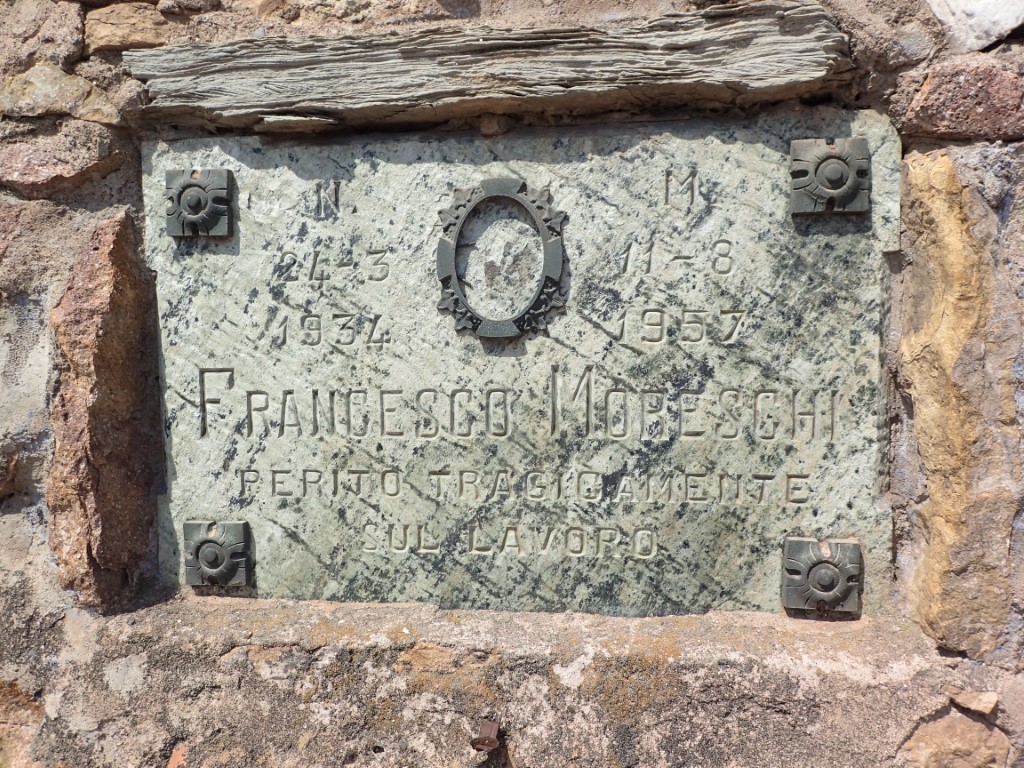 N M
24-3 11-8
1934 1957
FRANCESCO MORESCHI
PERITO TRAGICAMENTE
SUL LAVORO